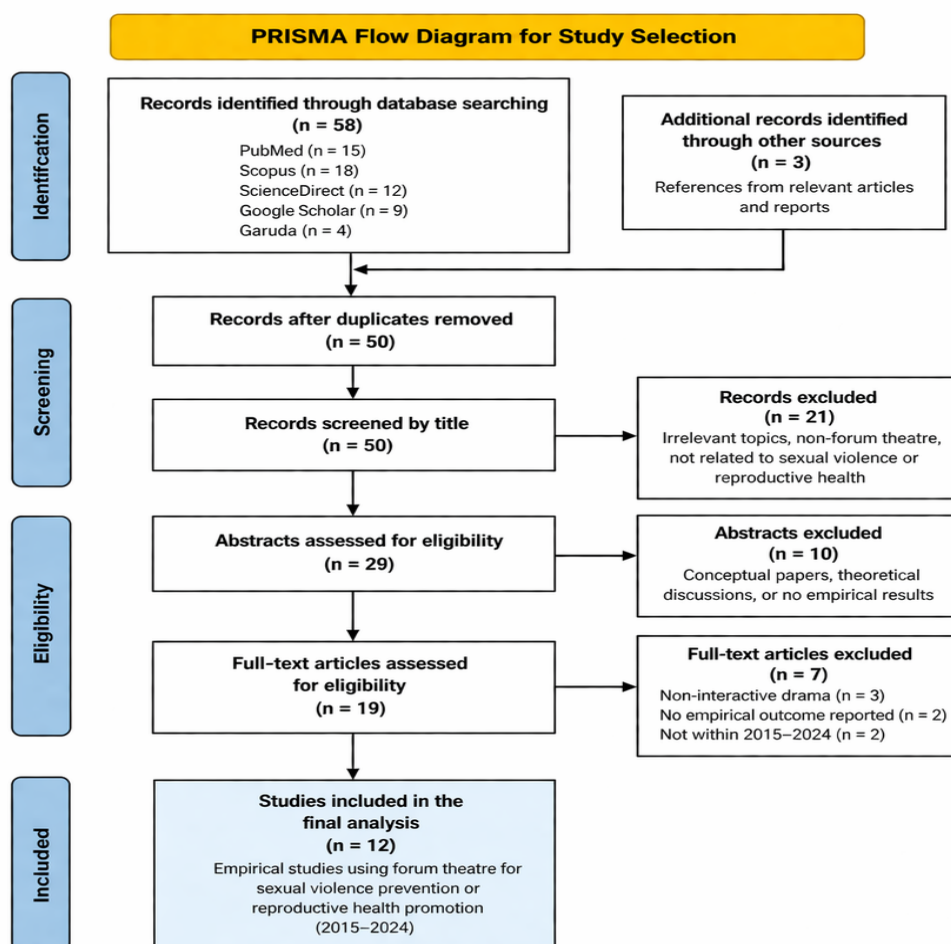 PRISMA Flow Diagram for Study Selection
Identifcation
Records identified through database searching
(n = 58)
PubMed (n = 15)
Scopus (n = 18)
ScienceDirect (n = 12)
Google Scholar (n = 9)
Garuda (n = 4)
Additional records identified
through other sources
(n = 3)
References from relevant articles
and reports
Screening
Records after duplicates removed
(n = 50)
Records screened by title
(n = 50)
Records excluded
(n = 21)
Irrelevant topics, non-forum theatre,
not related to sexual violence or
reproductive health
Eligibility
Abstracts assessed for eligibility
(n = 29)
Abstracts excluded
(n = 10)
Conceptual papers, theoretical
discussions, or no empirical results
Full-text articles assessed
for eligibility
(n = 19)
Full-text articles excluded
(n = 7)
Non-interactive drama (n = 3)
No empirical outcome reported (n = 2)
Not within 2015–2024 (n = 2)
Included
Studies included in the
final analysis
(n = 12)
Empirical studies using forum theatre for
sexual violence prevention or
reproductive health promotion
(2015–2024)